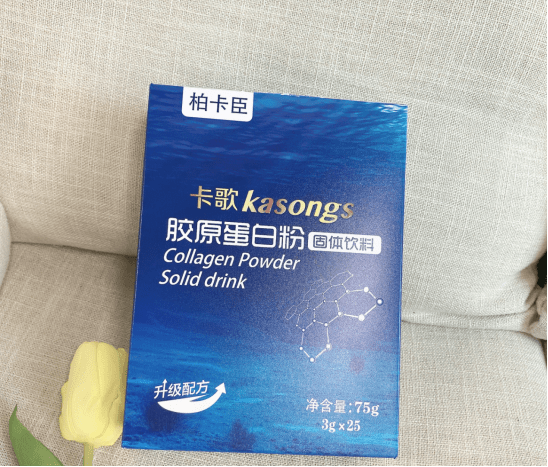 柏卡臣
卡歌 kasongs
胶原蛋白粉 固体饮料
Collagen Powder
Solid drink
升级配方
净含量: 75g
3g×25